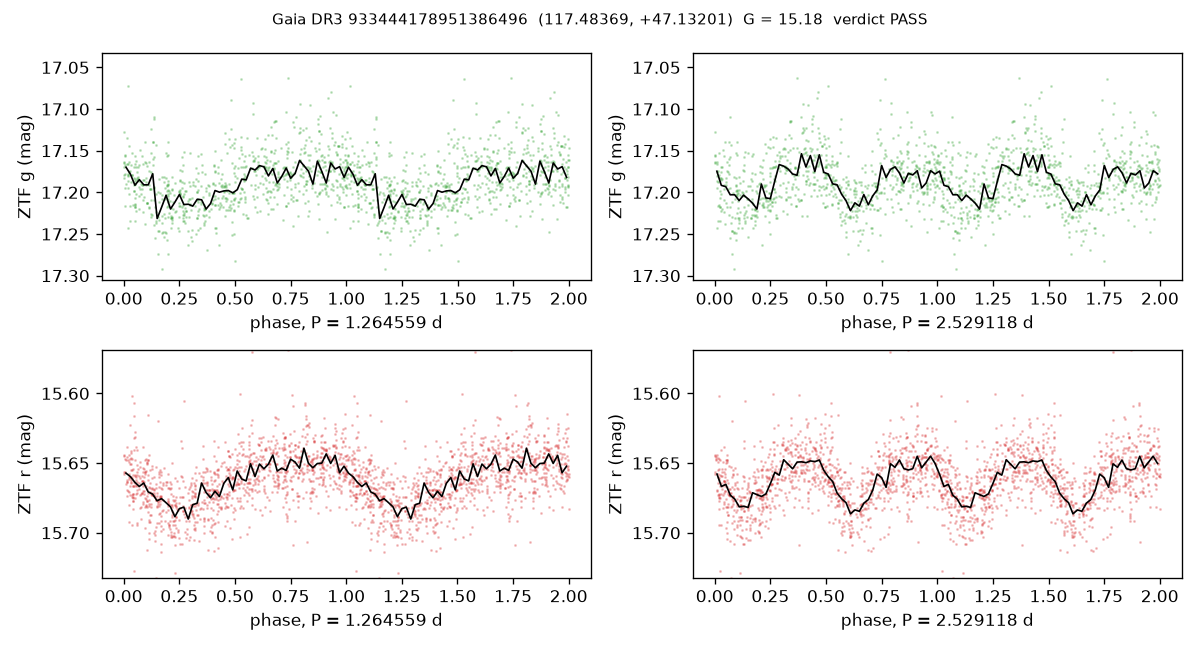 Gaia DR3 933444178951386496  (117.48369, +47.13201)  G = 15.18  verdict PASS
ZTF g (mag)
17.05
17.10
17.15
17.20
17.25
17.30
0.00 0.25 0.50 0.75 1.00 1.25 1.50 1.75 2.00
phase, P = 1.264559 d
ZTF g (mag)
17.05
17.10
17.15
17.20
17.25
17.30
0.00 0.25 0.50 0.75 1.00 1.25 1.50 1.75 2.00
phase, P = 2.529118 d
ZTF r (mag)
15.60
15.65
15.70
0.00 0.25 0.50 0.75 1.00 1.25 1.50 1.75 2.00
phase, P = 1.264559 d
ZTF r (mag)
15.60
15.65
15.70
0.00 0.25 0.50 0.75 1.00 1.25 1.50 1.75 2.00
phase, P = 2.529118 d